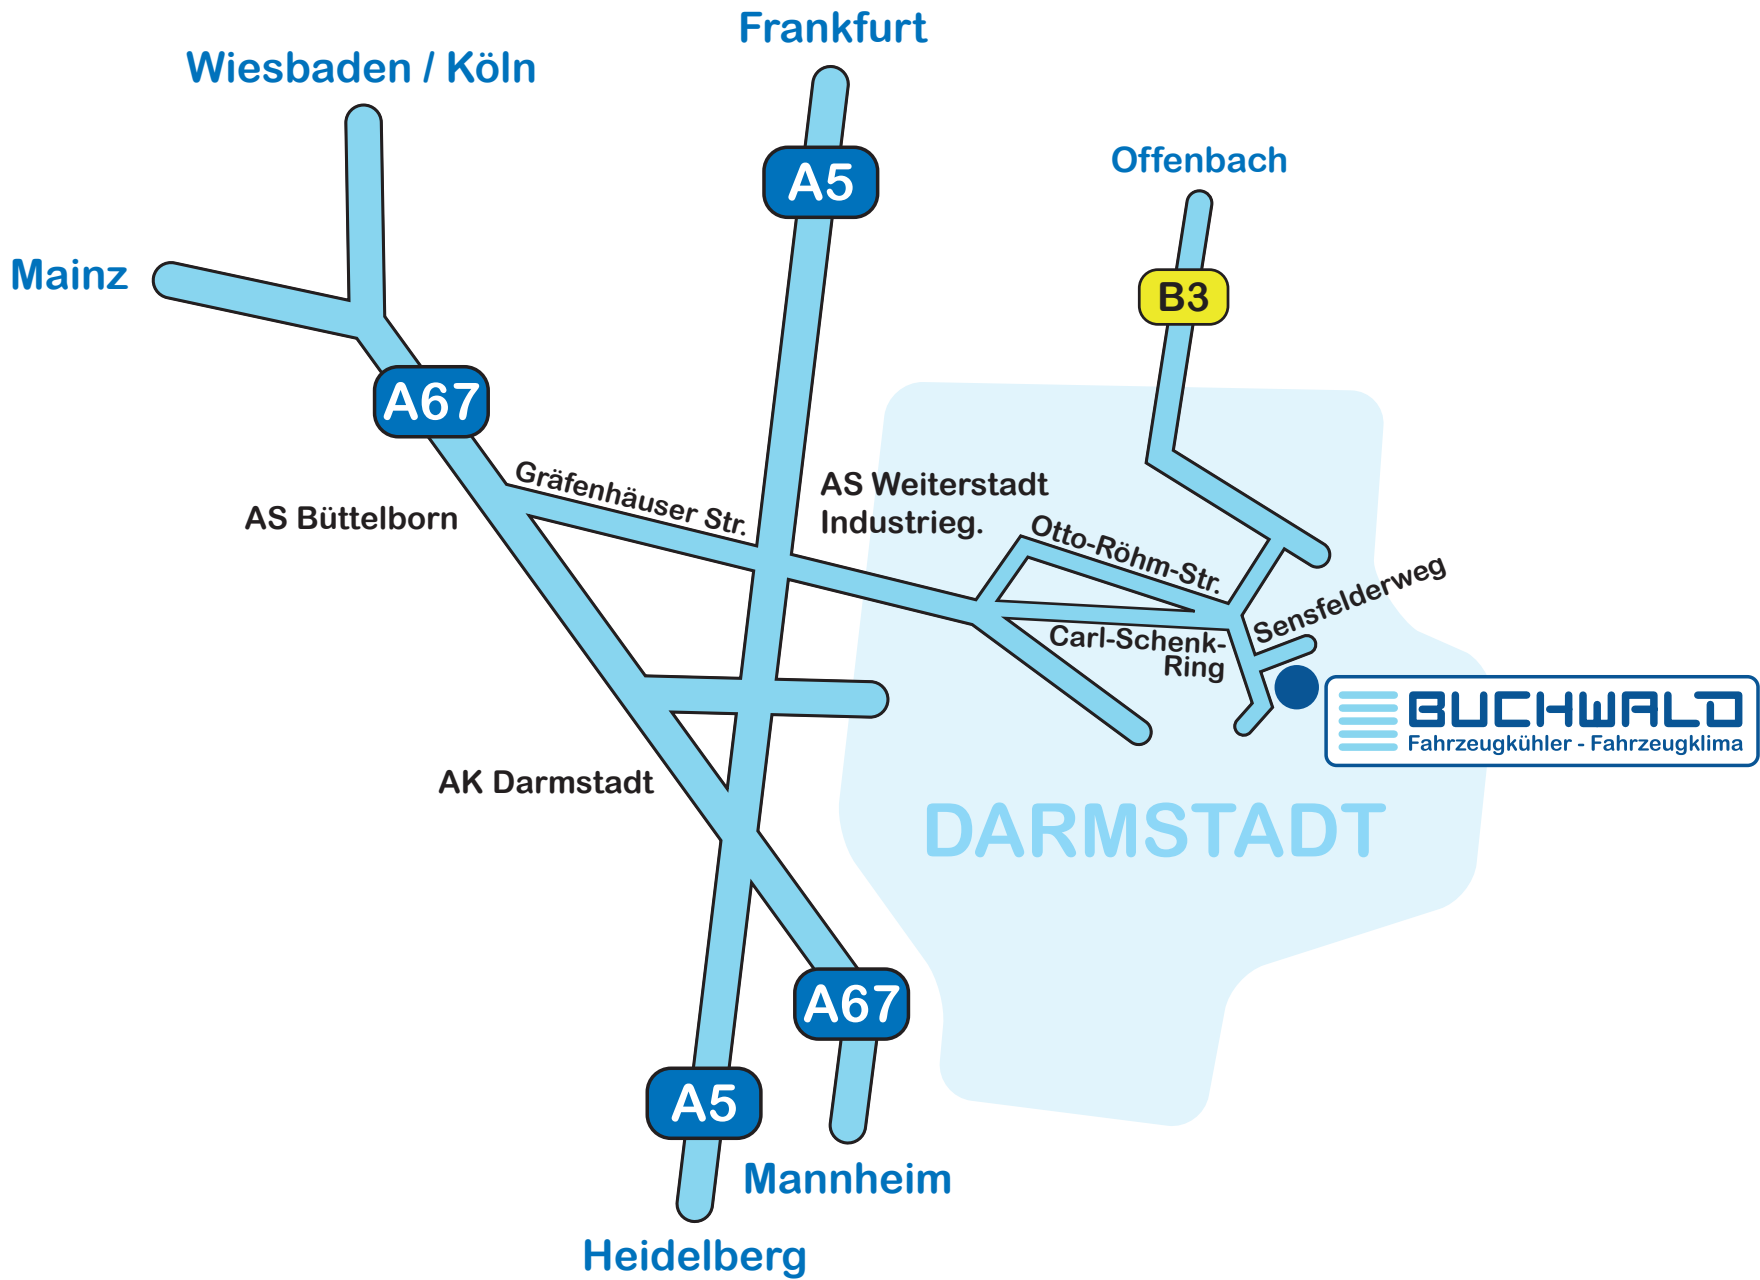 Frankfurt
Wiesbaden / Köln
A5
Offenbach
Mainz
B3
A67
Gräfenhäuser Str.
AS Weiterstadt
Industrieg.
AS Büttelborn
Otto-Röhm-Str.
Sensfelderweg
Carl-Schenk-
Ring
BUCHWALD
Fahrzeugkühler - Fahrzeugklima
AK Darmstadt
DARMSTADT
A67
A5
Mannheim
Heidelberg